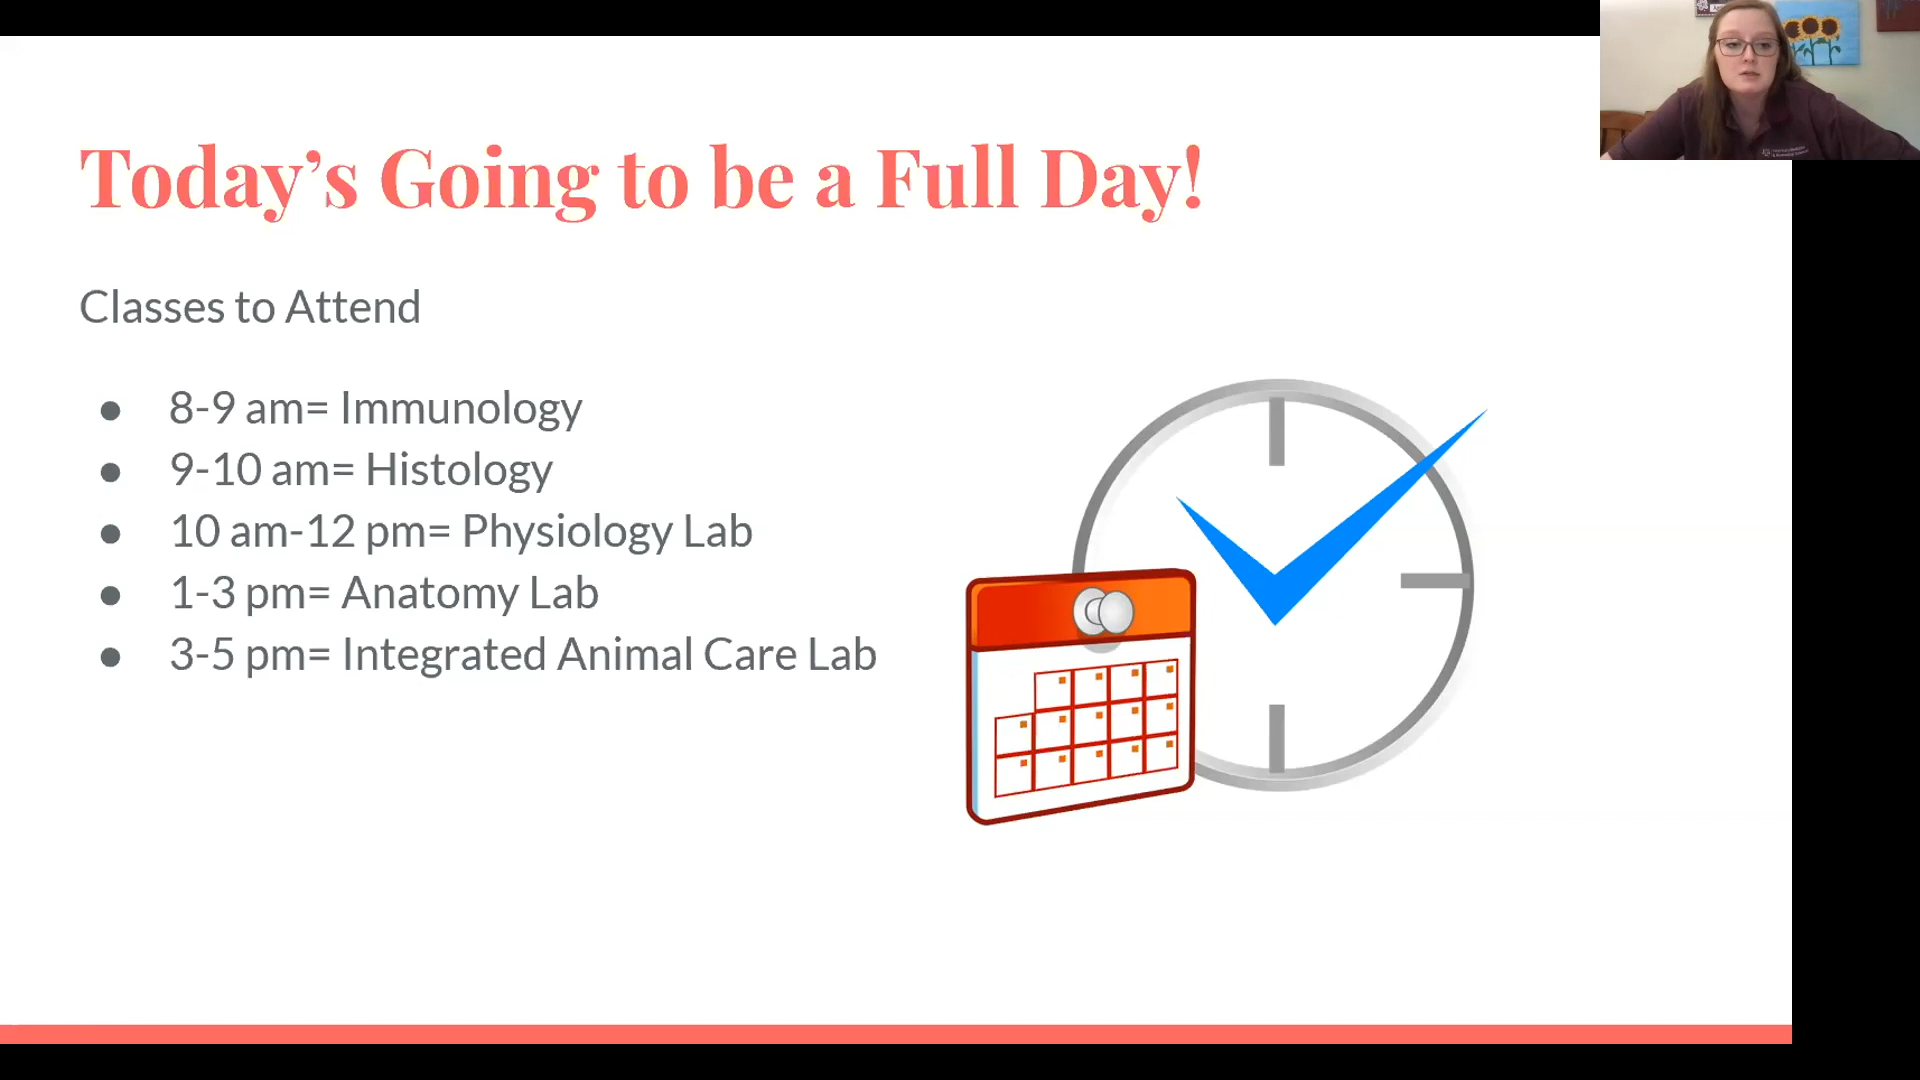 Today’s Going to be a Full Day!
Classes to Attend
● 8-9 am= Immunology
● 9-10 am= Histology
● 10 am-12 pm= Physiology Lab
● 1-3 pm= Anatomy Lab
● 3-5 pm= Integrated Animal Care Lab